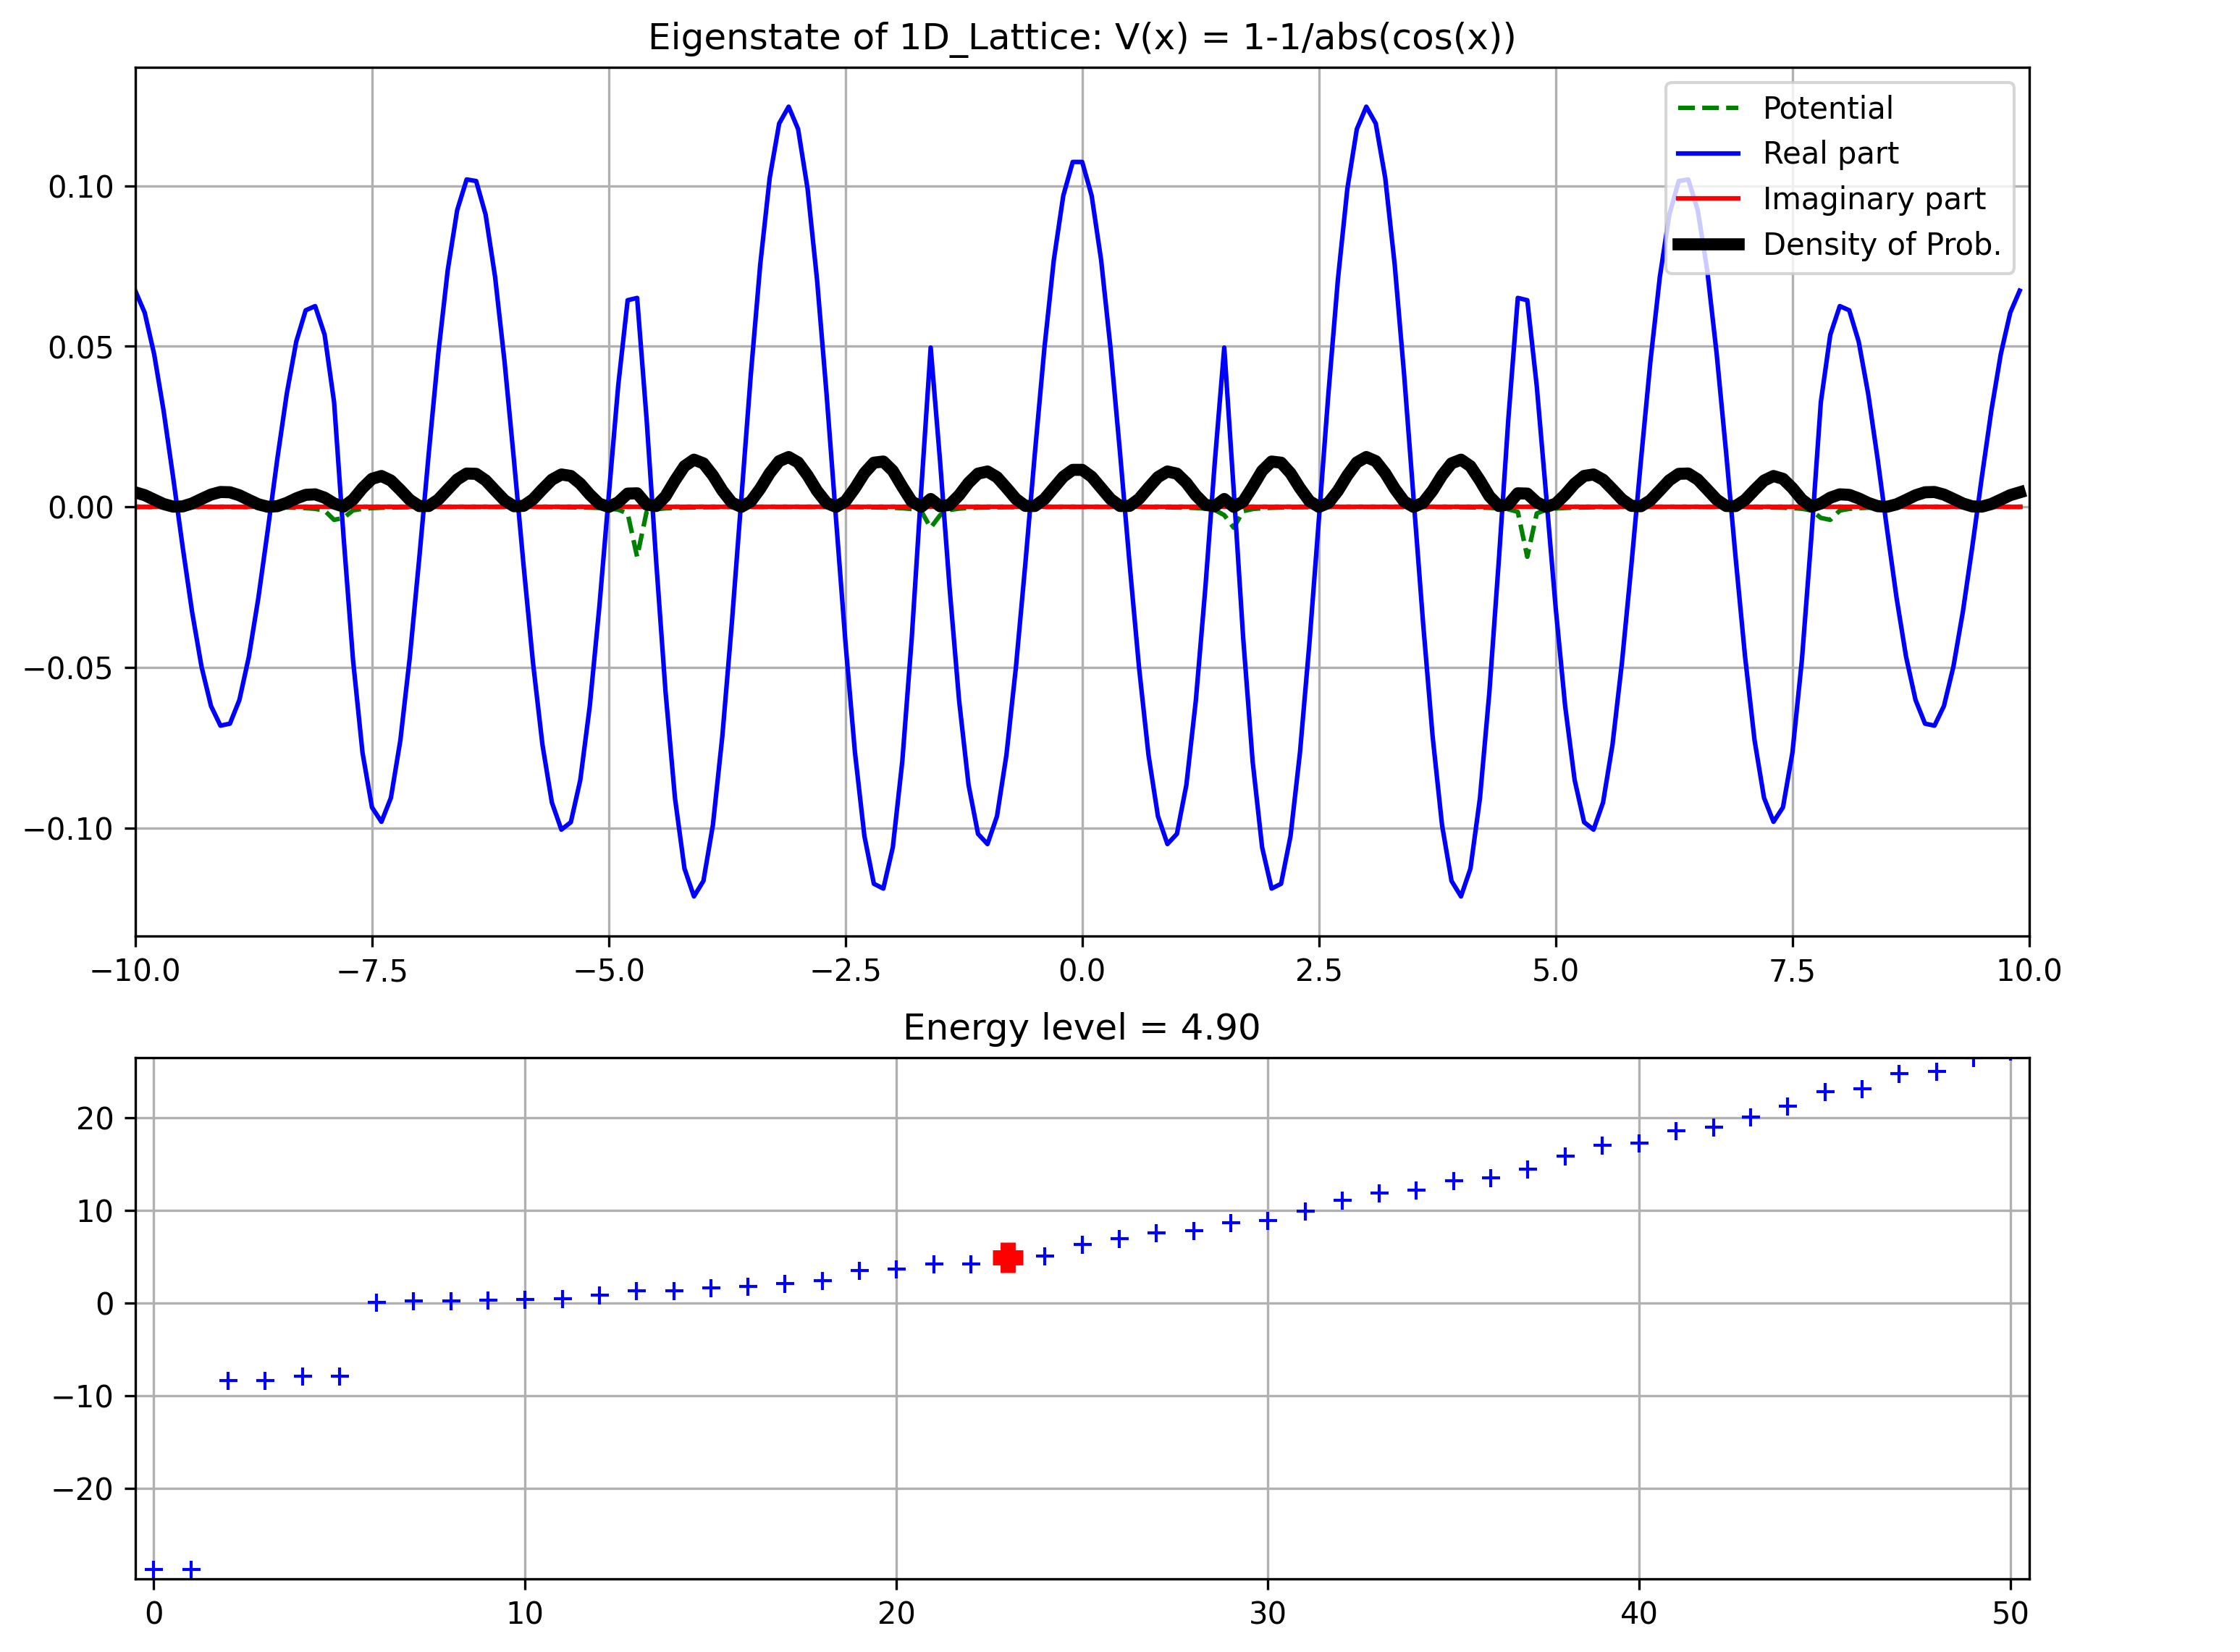 Eigenstate of 1D_Lattice: V(x) = 1-1/abs(cos(x))
Potential
Real part
Imaginary part
Density of Prob.
0.10
0.05
0.00
−0.05
−0.10
−10.0 −7.5 −5.0 −2.5 0.0 2.5 5.0 7.5 10.0
Energy level = 4.90
20
10
0
−10
−20
0 10 20 30 40 50